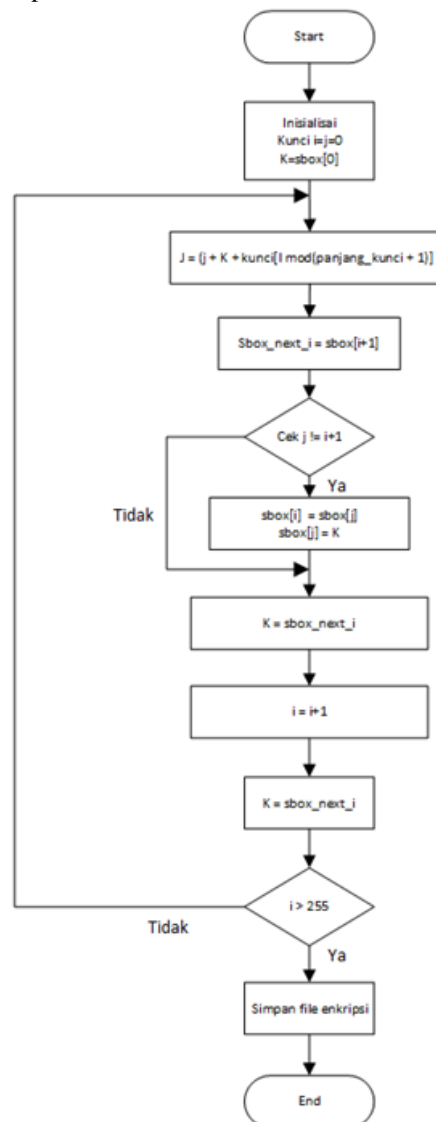 Start
Inisialisai
Kunci i=j=0
K=sbox[0]
J = (j + K + kunci[I mod(panjang_kunci + 1)]
Sbox_next_i = sbox[i+1]
Cek j != i+1
Ya
Tidak
sbox[i] = sbox[j]
sbox[j] = K
K = sbox_next_i
i = i+1
K = sbox_next_i
i > 255
Tidak
Ya
Simpan file enkripsi
End